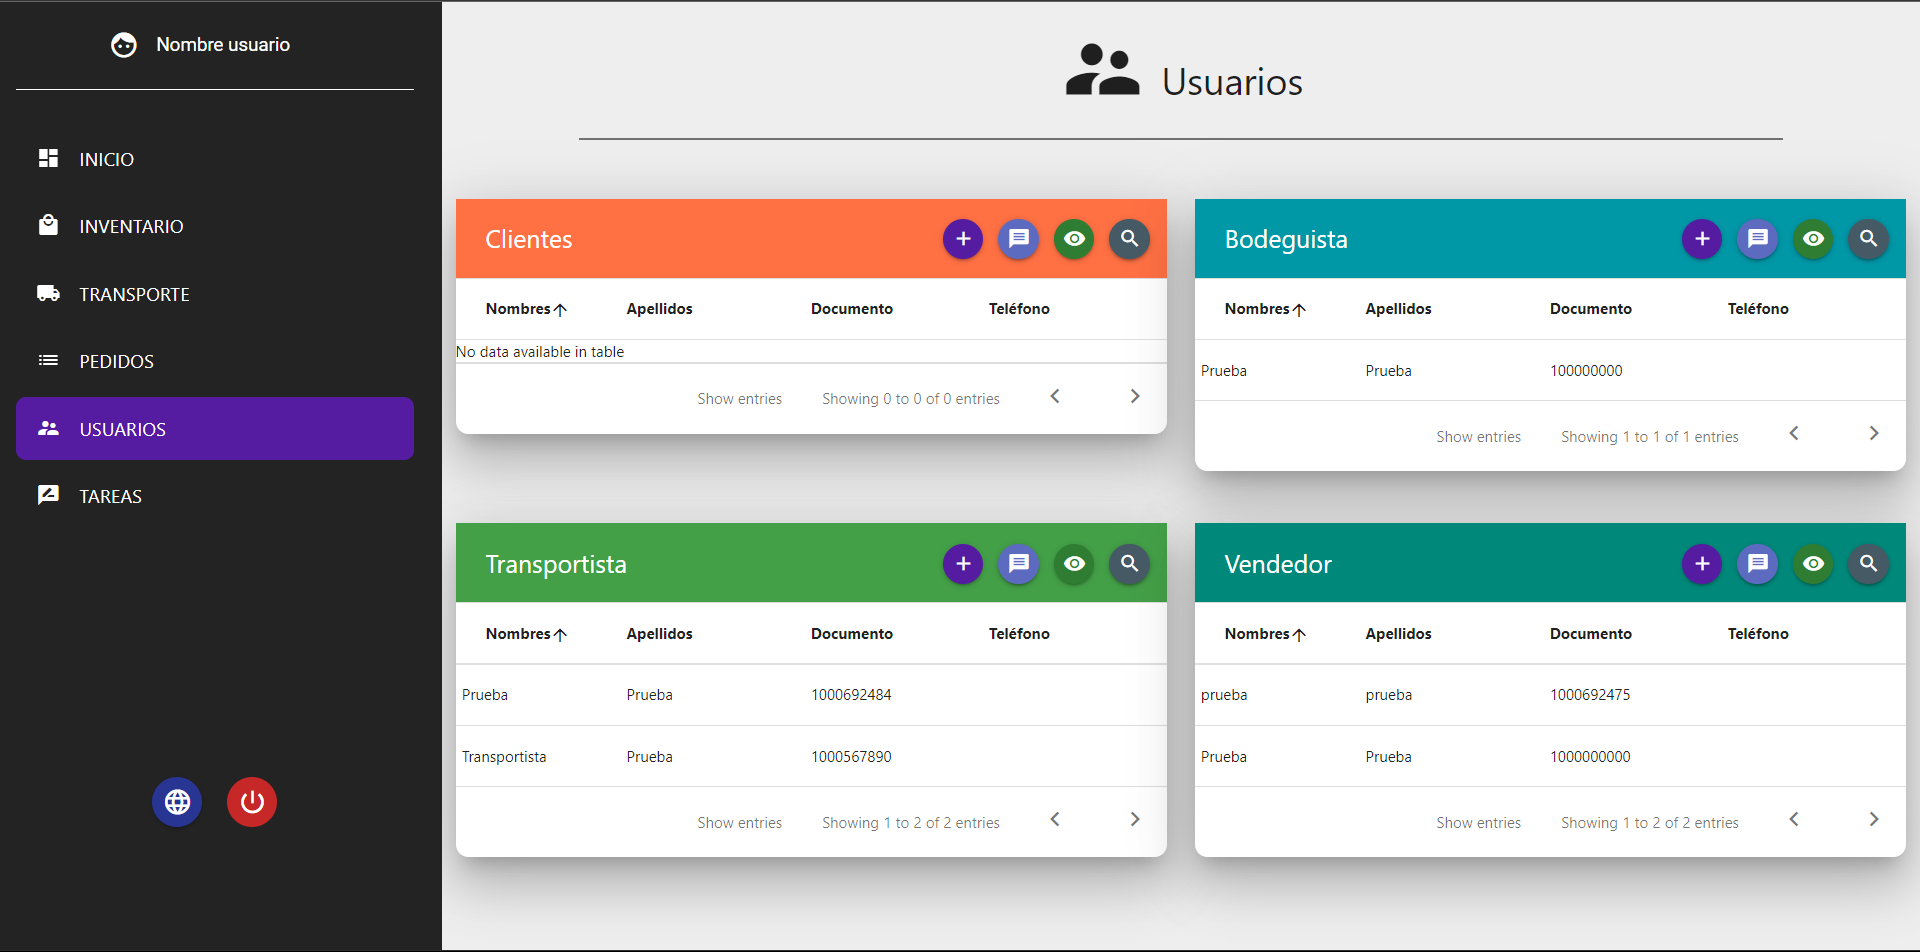 Nombre usuario
INICIO
INVENTARIO
TRANSPORTE
PEDIDOS
USUARIOS
TAREAS
Usuarios
Clientes
Nombres Apellidos Documento Teléfono
No data available in table
Show entries Showing 0 to 0 of 0 entries
Bodeguista
Nombres Apellidos Documento Teléfono
Prueba Prueba 100000000
Show entries Showing 1 to 1 of 1 entries
Transportista
Nombres Apellidos Documento Teléfono
Prueba Prueba 1000692484
Transportista Prueba 1000567890
Show entries Showing 1 to 2 of 2 entries
Vendedor
Nombres Apellidos Documento Teléfono
prueba prueba 1000692475
Prueba Prueba 1000000000
Show entries Showing 1 to 2 of 2 entries